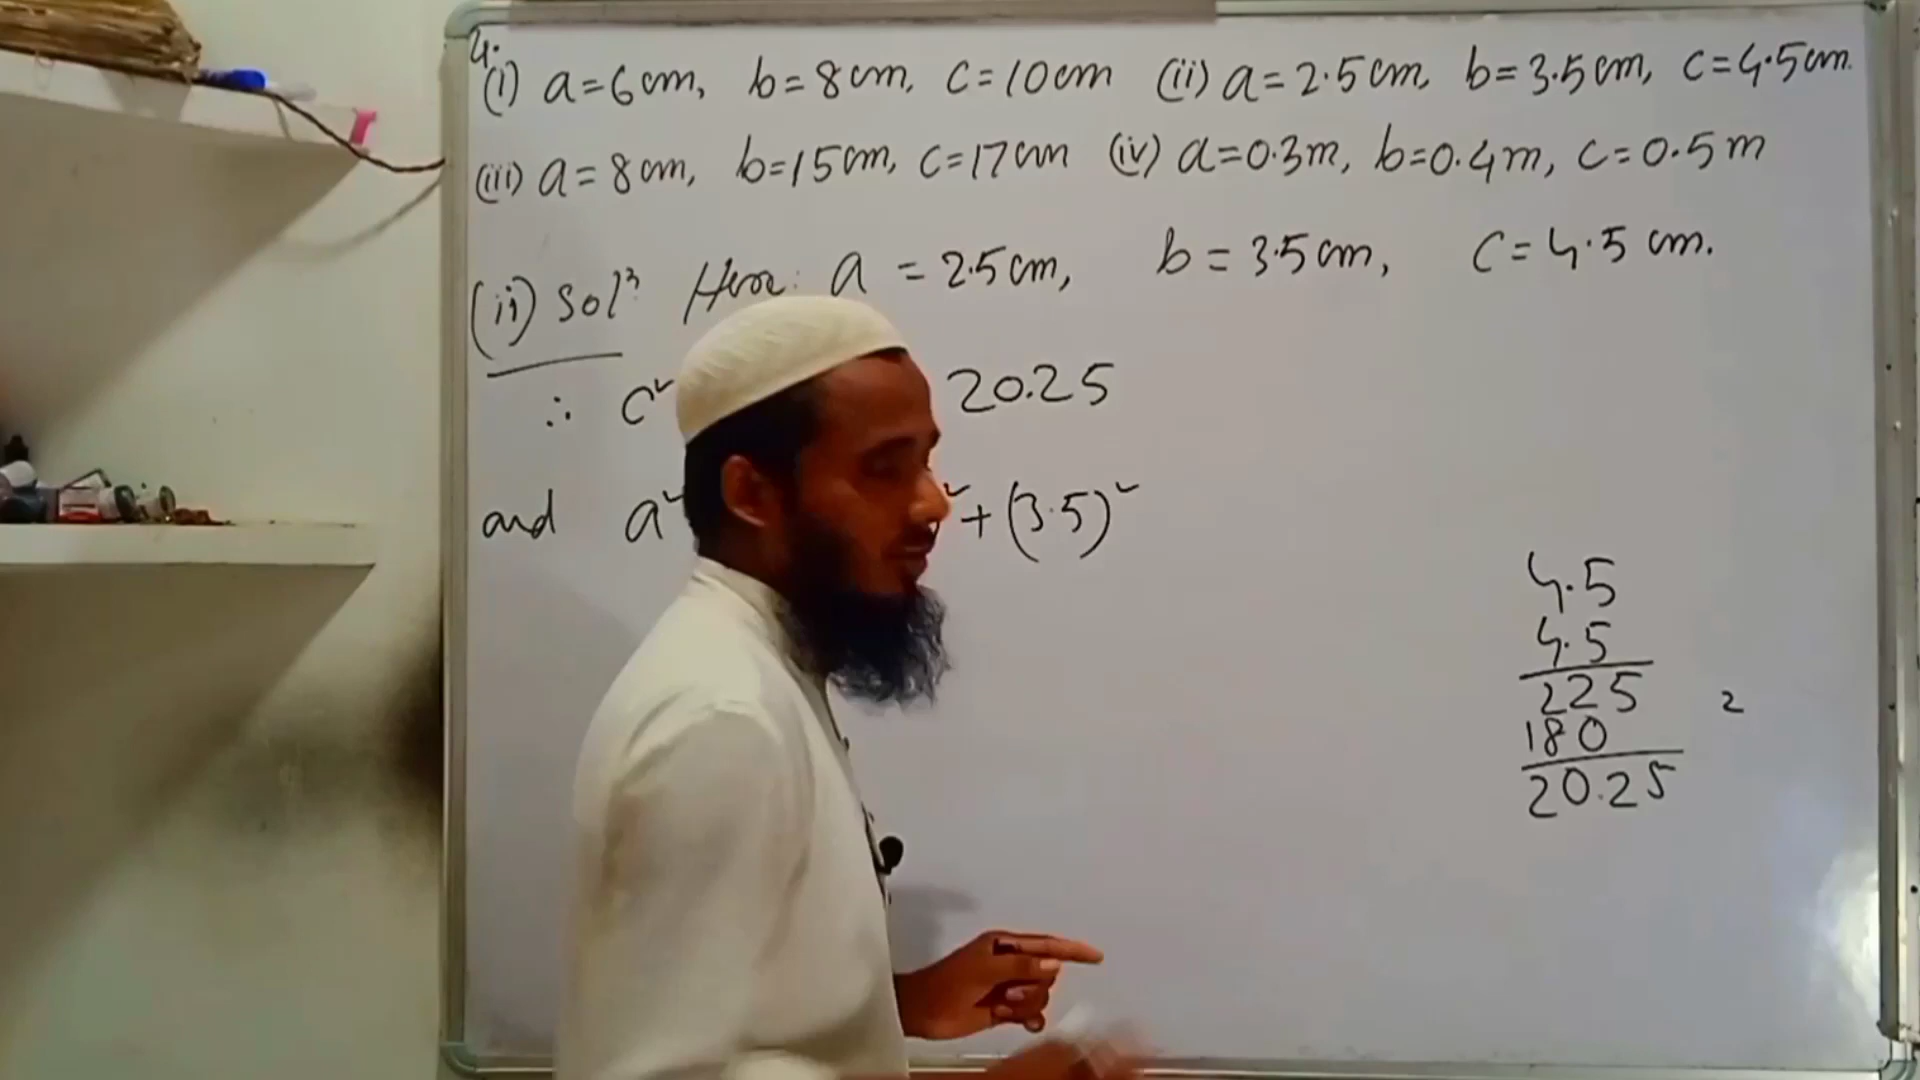 4.
(i) a=6cm, b=8cm, c=10cm (ii) a=2.5cm, b=3.5cm, c=4.5cm.
(iii) a=8cm, b=15cm, c=17cm (iv) a=0.3m, b=0.4m, c=0.5m
(ii) Solⁿ: Here: a = 2.5cm, b = 3.5cm, c = 4.5 cm.
∴ c² 20.25
and a² ² + (3.5)²
4.5
4.5
225 2
180
20.25